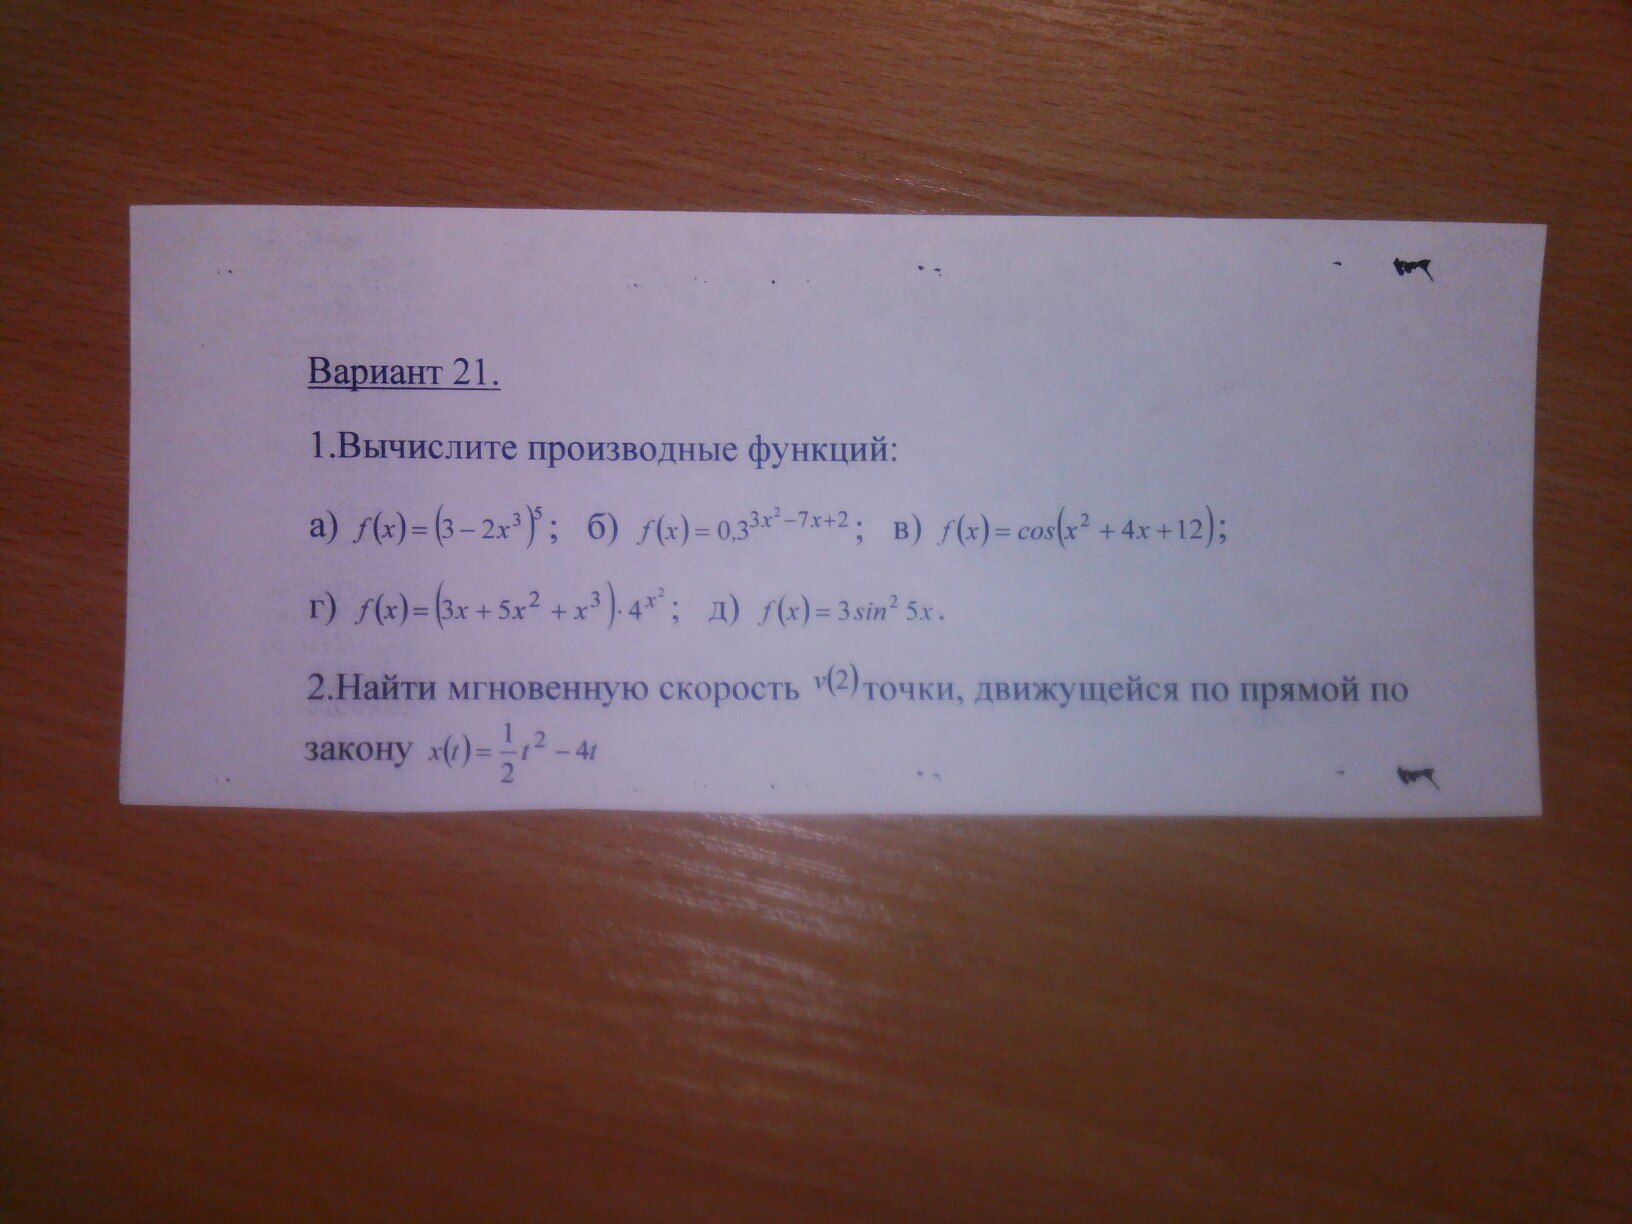 Вариант 21.
1.Вычислите производные функций:
а) f(x)=(3−2x³)⁵; б) f(x)=0,3^{3x²−7x+2}; в) f(x)=cos(x²+4x+12);
г) f(x)=(3x+5x²+x³)·4^{x²}; д) f(x)=3sin²5x.
2.Найти мгновенную скорость v(2) точки, движущейся по прямой по
закону x(t)=\frac{1}{2}t²−4t